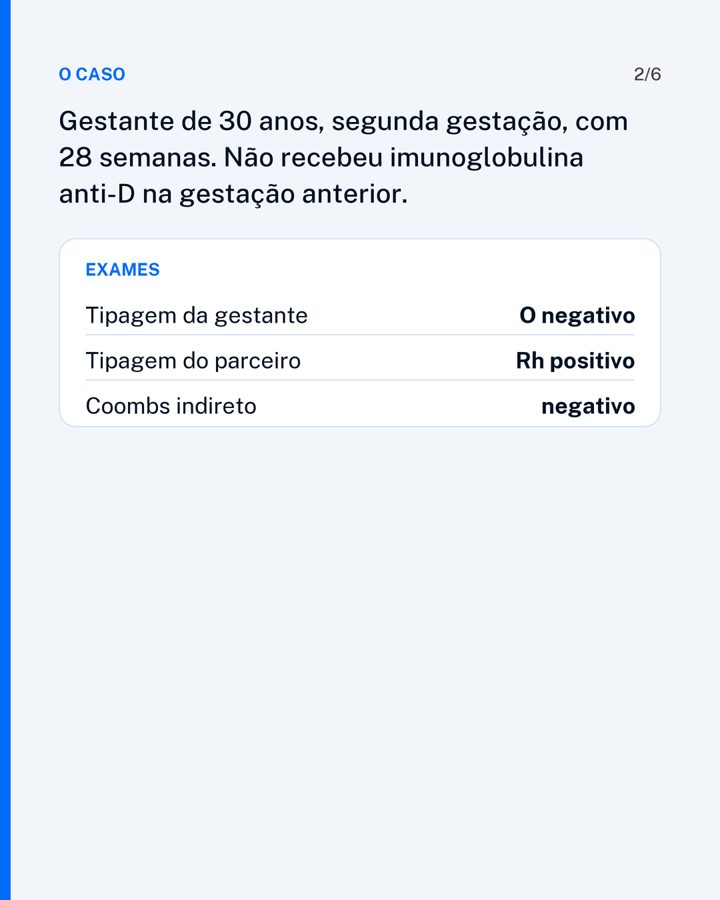 O CASO
2/6
Gestante de 30 anos, segunda gestação, com
28 semanas. Não recebeu imunoglobulina
anti-D na gestação anterior.
EXAMES
Tipagem da gestante O negativo
Tipagem do parceiro Rh positivo
Coombs indireto negativo